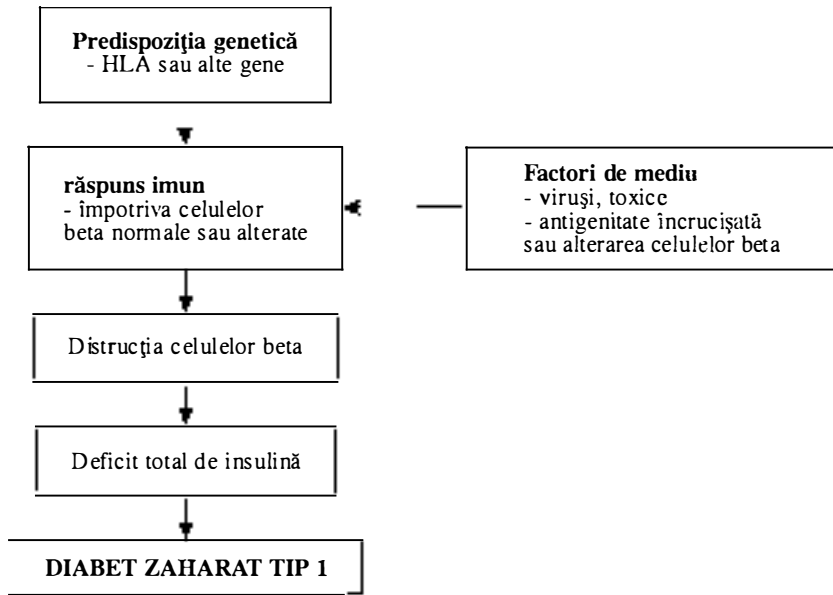 Predispoziţia genetică
- HLA sau alte gene
răspuns imun
- împotriva celulelor
beta normale sau alterate
Factori de mediu
- viruşi, toxice
- antigenitate încrucişată
sau alterarea celulelor beta
Distrucţia celulelor beta
Deficit total de insulină
DIABET ZAHARAT TIP 1